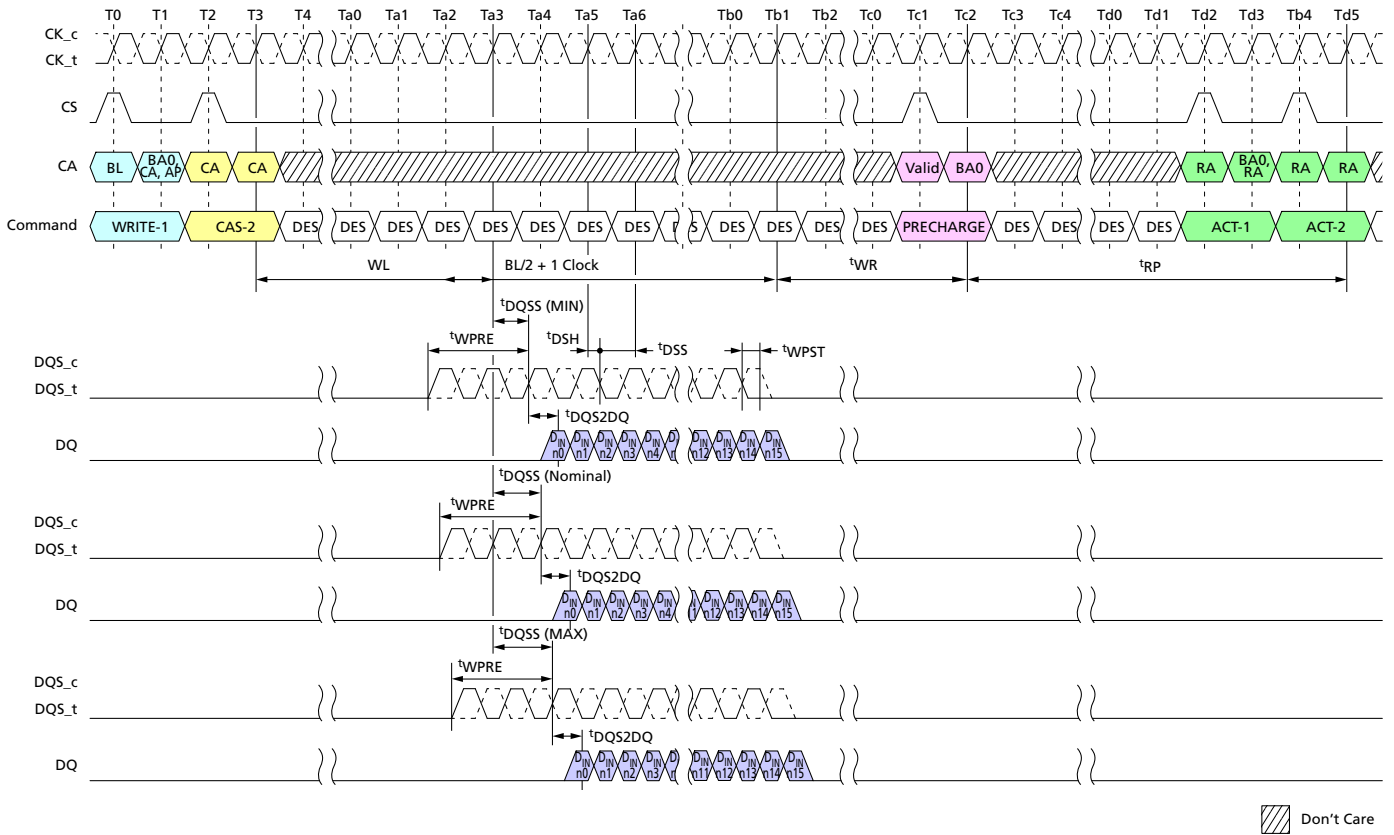 T0 T1 T2 T3 T4 Ta0 Ta1 Ta2 Ta3 Ta4 Ta5 Ta6 Tb0 Tb1 Tb2 Tc0 Tc1 Tc2 Tc3 Tc4 Td0 Td1 Td2 Td3 Tb4 Td5
CK_c
CK_t
CS
CA BL BA0, CA, AP CA CA Valid BA0 RA BA0, RA RA RA
Command WRITE-1 CAS-2 DES DES DES DES DES DES DES DES DES DES DES DES PRECHARGE DES DES DES DES ACT-1 ACT-2
WL BL/2 + 1 Clock tWR tRP
tDQSS (MIN)
tWPRE tDSH tDSS tWPST
DQS_c
DQS_t
tDQS2DQ
DQ DIN n0 DIN n1 DIN n2 DIN n3 DIN n4 DIN n12 DIN n13 DIN n14 DIN n15
tDQSS (Nominal)
tWPRE
DQS_c
DQS_t
tDQS2DQ
DQ DIN n0 DIN n1 DIN n2 DIN n3 DIN n4 DIN n12 DIN n13 DIN n14 DIN n15
tDQSS (MAX)
tWPRE
DQS_c
DQS_t
tDQS2DQ
DQ DIN n0 DIN n1 DIN n2 DIN n3 DIN n11 DIN n12 DIN n13 DIN n14 DIN n15
Don't Care